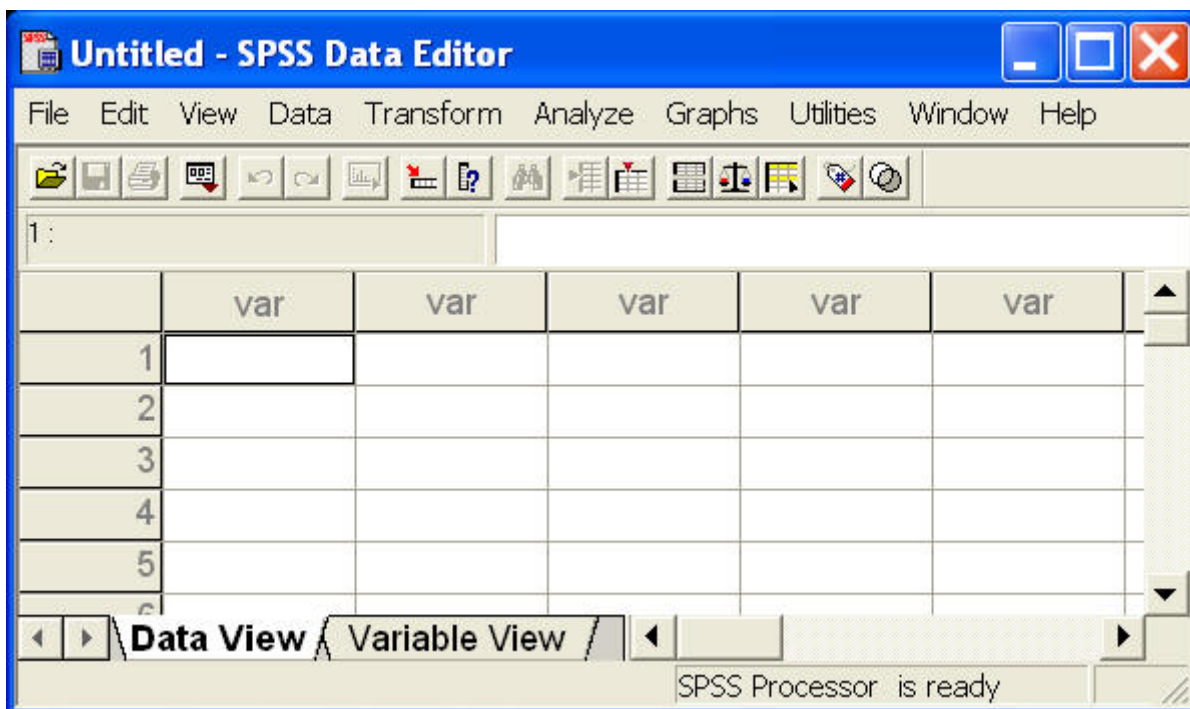 Untitled - SPSS Data Editor
File Edit View Data Transform Analyze Graphs Utilities Window Help
1 :
var var var var var
1
2
3
4
5
6
Data View Variable View
SPSS Processor is ready